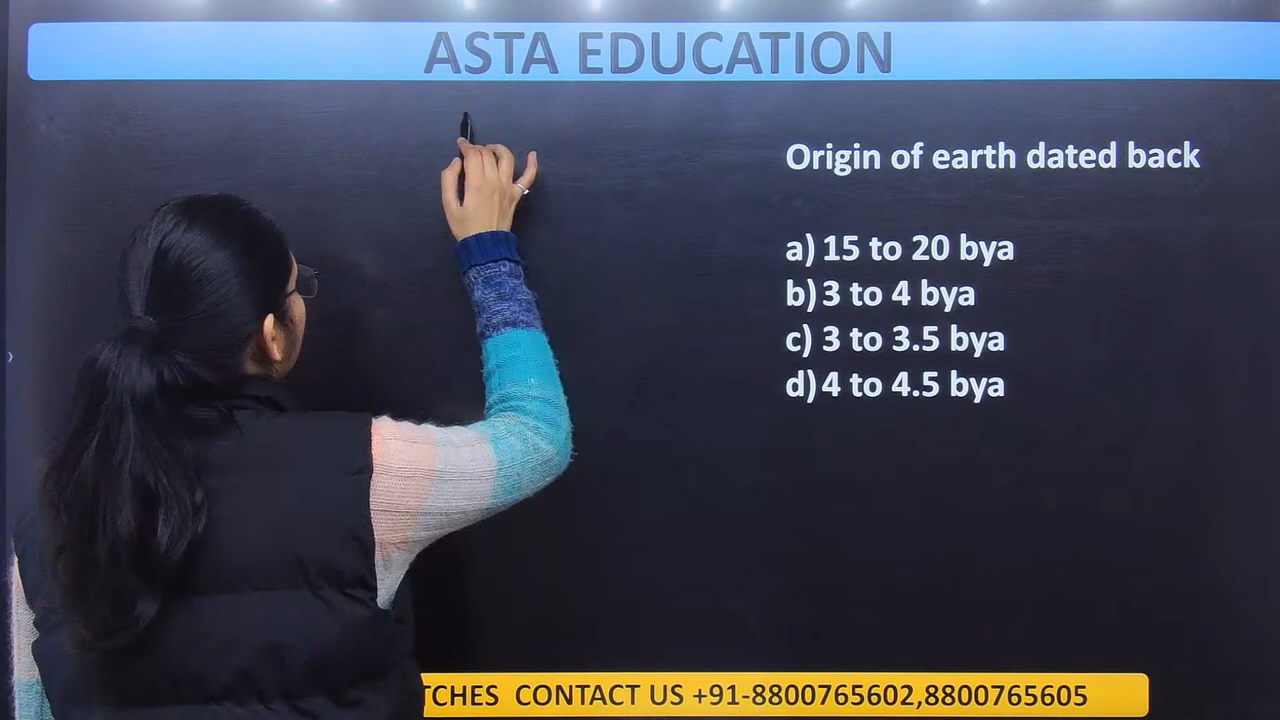 ASTA EDUCATION
Origin of earth dated back
a) 15 to 20 bya
b) 3 to 4 bya
c) 3 to 3.5 bya
d) 4 to 4.5 bya
CONTACT US +91-8800765602,8800765605